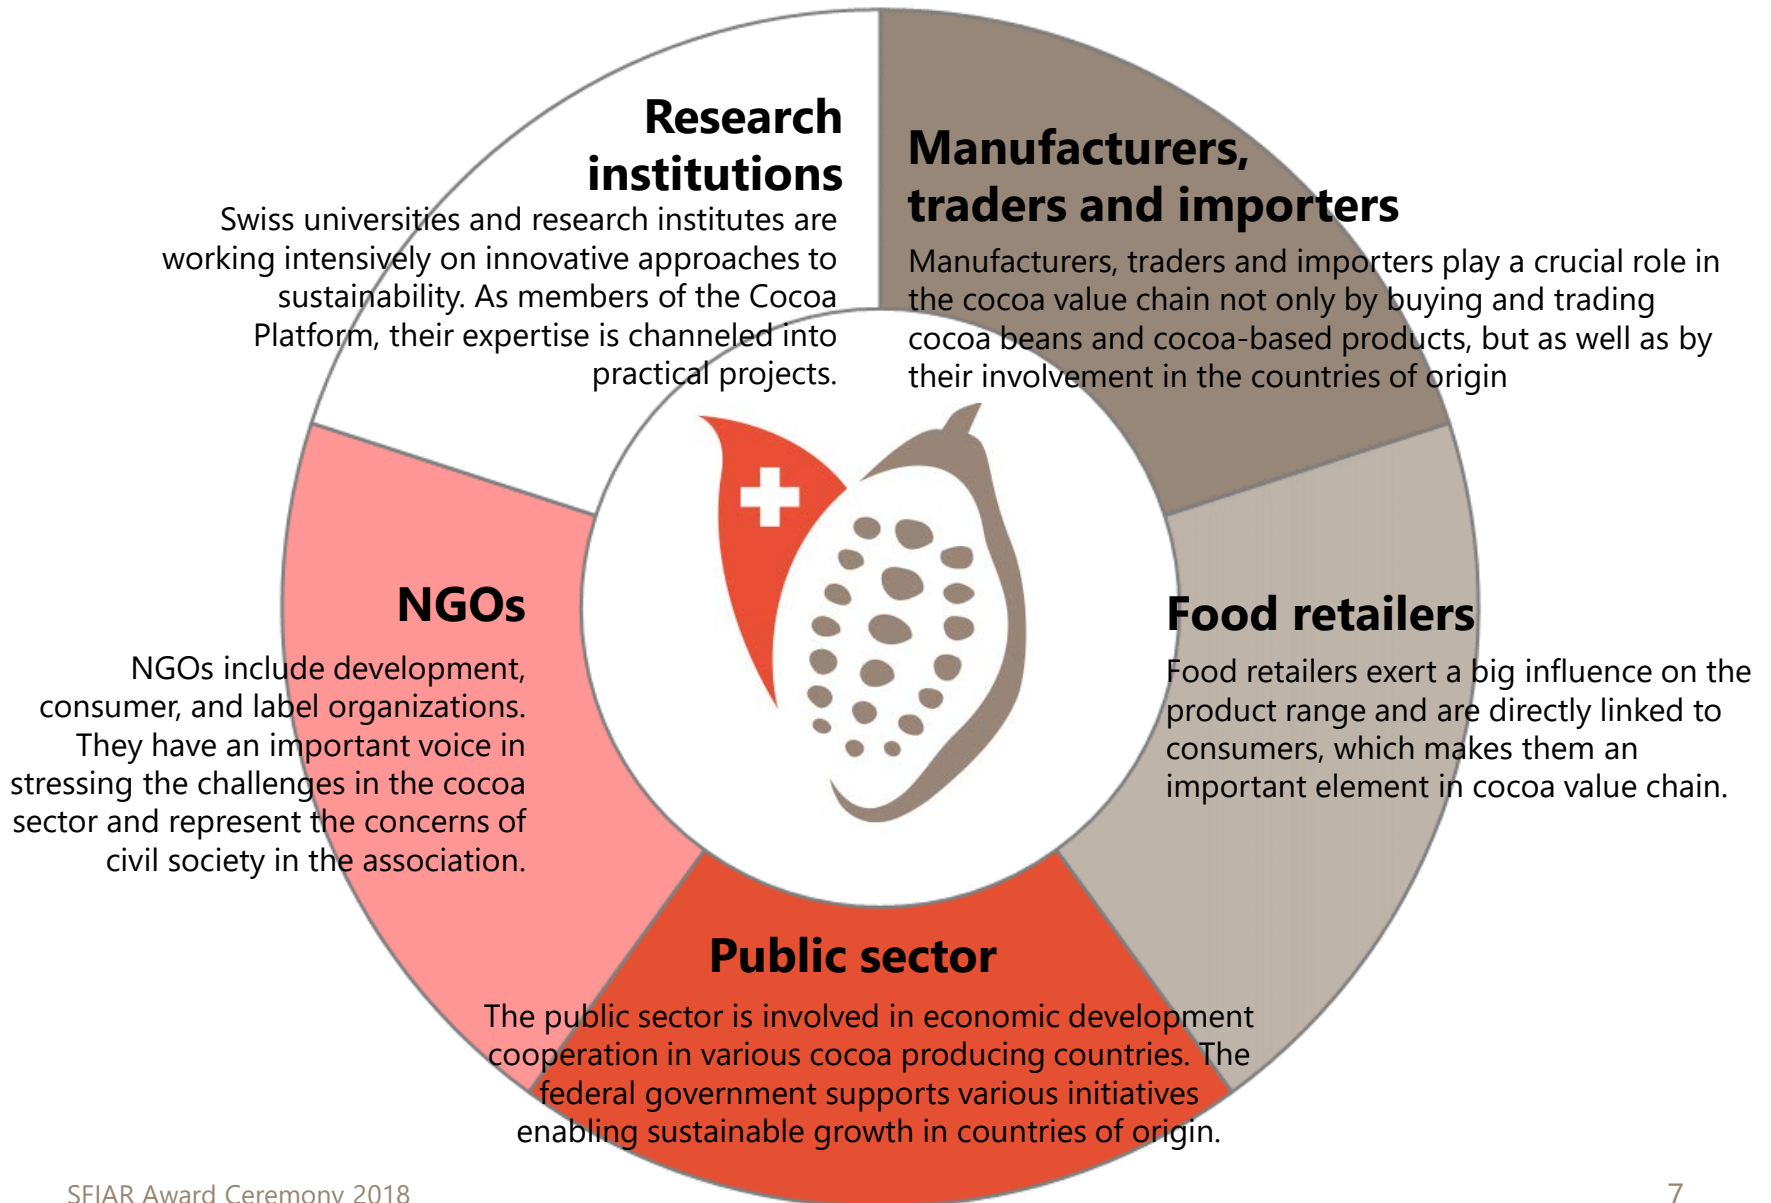 Research
institutions
Swiss universities and research institutes are
working intensively on innovative approaches to
sustainability. As members of the Cocoa
Platform, their expertise is channeled into
practical projects.
Manufacturers,
traders and importers
Manufacturers, traders and importers play a crucial role in
the cocoa value chain not only by buying and trading
cocoa beans and cocoa-based products, but as well as by
their involvement in the countries of origin
NGOs
NGOs include development,
consumer, and label organizations.
They have an important voice in
stressing the challenges in the cocoa
sector and represent the concerns of
civil society in the association.
Food retailers
Food retailers exert a big influence on the
product range and are directly linked to
consumers, which makes them an
important element in cocoa value chain.
Public sector
The public sector is involved in economic development
cooperation in various cocoa producing countries. The
federal government supports various initiatives
enabling sustainable growth in countries of origin.
SFIAR Award Ceremony 2018
7